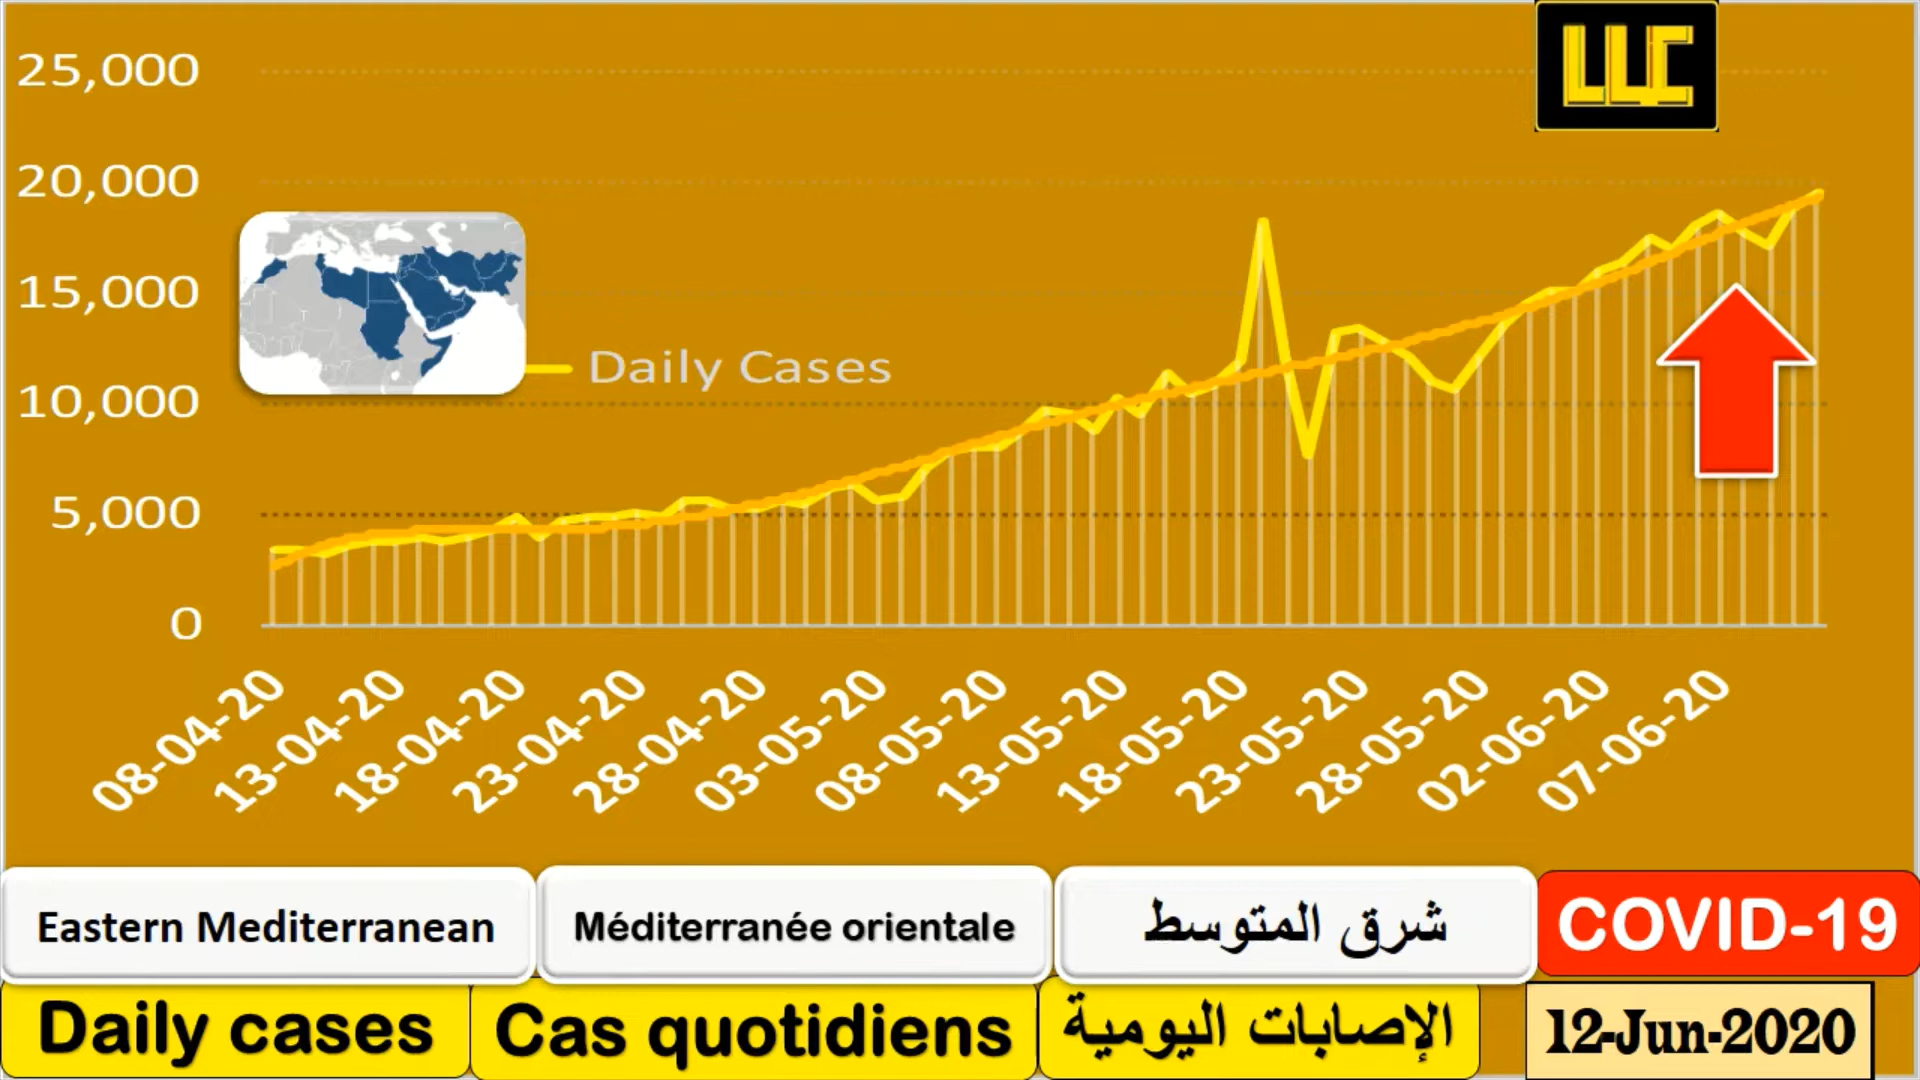 25,000
20,000
15,000
10,000
5,000
0
LLC
Daily Cases
08-04-20
13-04-20
18-04-20
23-04-20
28-04-20
03-05-20
08-05-20
13-05-20
18-05-20
23-05-20
28-05-20
02-06-20
07-06-20
Eastern Mediterranean
Méditerranée orientale
شرق المتوسط
COVID-19
Daily cases
Cas quotidiens
الإصابات اليومية
12-Jun-2020